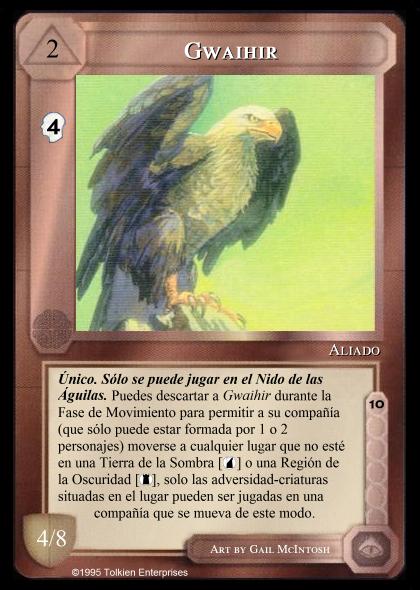 2
GWAIHIR
4
ALIADO
Único. Sólo se puede jugar en el Nido de las
Águilas. Puedes descartar a Gwaihir durante la
Fase de Movimiento para permitir a su compañía
(que sólo puede estar formada por 1 o 2
personajes) moverse a cualquier lugar que no esté
en una Tierra de la Sombra [ ] o una Región de
la Oscuridad [ ], solo las adversidad-criaturas
situadas en el lugar pueden ser jugadas en una
compañía que se mueva de este modo.
10
4/8
ART BY GAIL MCINTOSH
©1995 Tolkien Enterprises